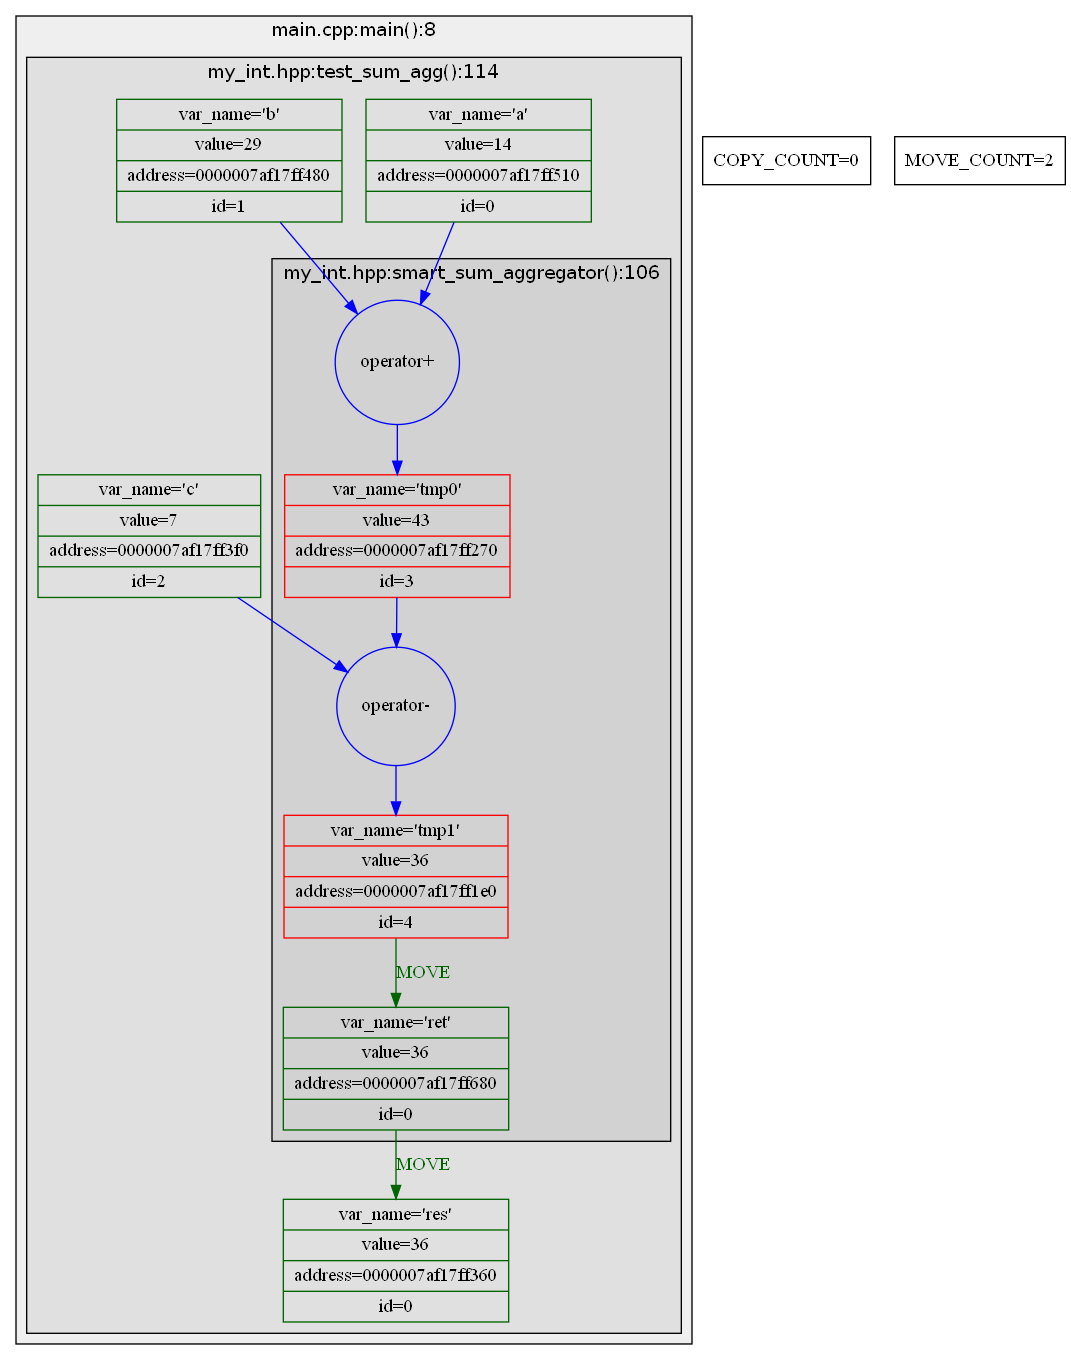 main.cpp:main():8
my_int.hpp:test_sum_agg():114
var_name='b'
value=29
address=0000007af17ff480
id=1
var_name='a'
value=14
address=0000007af17ff510
id=0
COPY_COUNT=0
MOVE_COUNT=2
my_int.hpp:smart_sum_aggregator():106
operator+
var_name='c'
value=7
address=0000007af17ff3f0
id=2
var_name='tmp0'
value=43
address=0000007af17ff270
id=3
operator-
var_name='tmp1'
value=36
address=0000007af17ff1e0
id=4
MOVE
var_name='ret'
value=36
address=0000007af17ff680
id=0
MOVE
var_name='res'
value=36
address=0000007af17ff360
id=0